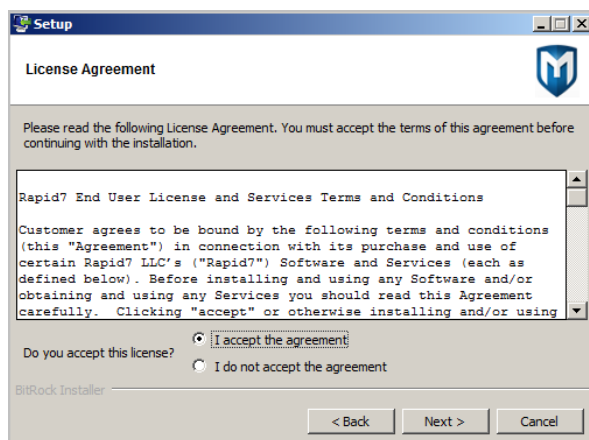 Setup
License Agreement
Please read the following License Agreement. You must accept the terms of this agreement before
continuing with the installation.
Rapid7 End User License and Services Terms and Conditions
Customer agrees to be bound by the following terms and conditions
(this "Agreement") in connection with its purchase and use of
certain Rapid7 LLC's ("Rapid7") Software and Services (each as
defined below). Before installing and using any Software and/or
obtaining and using any Services you should read this Agreement
carefully.  Clicking "accept" or otherwise installing and/or using
Do you accept this license?
I accept the agreement
I do not accept the agreement
BitRock Installer
< Back
Next >
Cancel